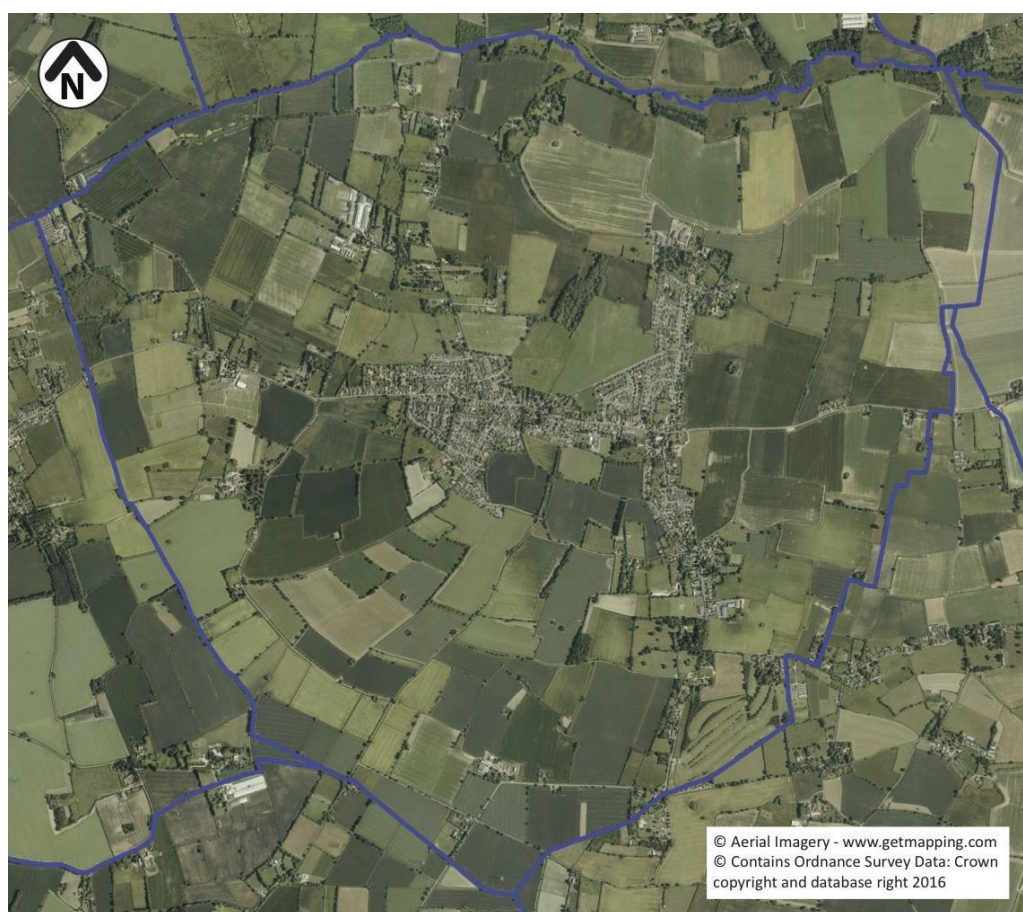 N
© Aerial Imagery - www.getmapping.com
© Contains Ordnance Survey Data: Crown
copyright and database right 2016